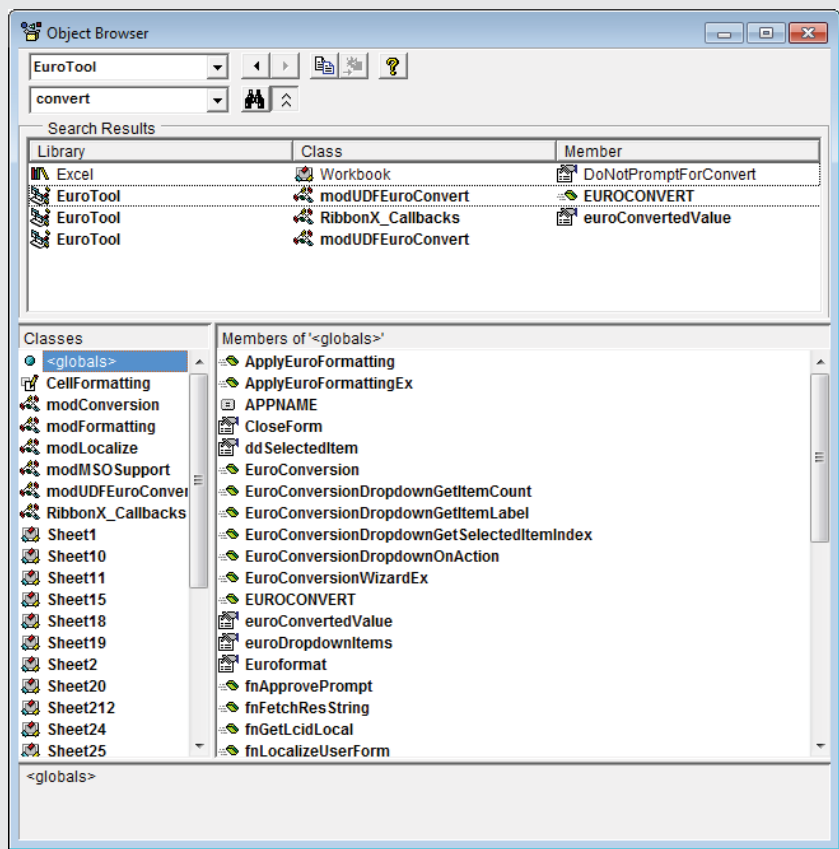 Object Browser
EuroTool
convert
Search Results
Library Class Member
Excel Workbook DoNotPromptForConvert
EuroTool modUDFEuroConvert EUROCONVERT
EuroTool RibbonX_Callbacks euroConvertedValue
EuroTool modUDFEuroConvert
Classes
<globals>
CellFormatting
modConversion
modFormatting
modLocalize
modMSOSupport
modUDFEuroConver
RibbonX_Callbacks
Sheet1
Sheet10
Sheet11
Sheet15
Sheet18
Sheet19
Sheet2
Sheet20
Sheet212
Sheet24
Sheet25
Members of '<globals>'
ApplyEuroFormatting
ApplyEuroFormattingEx
APPNAME
CloseForm
ddSelectedItem
EuroConversion
EuroConversionDropdownGetItemCount
EuroConversionDropdownGetItemLabel
EuroConversionDropdownGetSelectedItemIndex
EuroConversionDropdownOnAction
EuroConversionWizardEx
EUROCONVERT
euroConvertedValue
euroDropdownItems
Euroformat
fnApprovePrompt
fnFetchResString
fnGetLcidLocal
fnLocalizeUserForm
<globals>